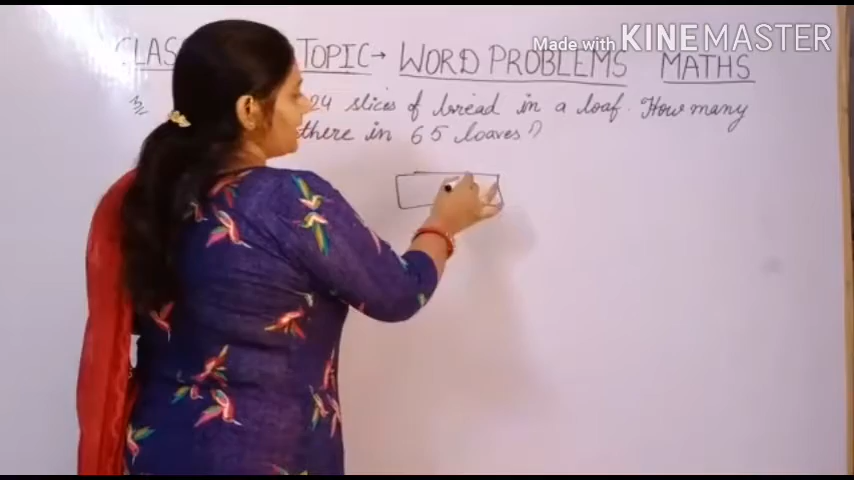 Made with KINEMASTER
CLAS TOPIC → WORD PROBLEMS MATHS
24 slices of bread in a loaf. How many
there in 65 loaves?